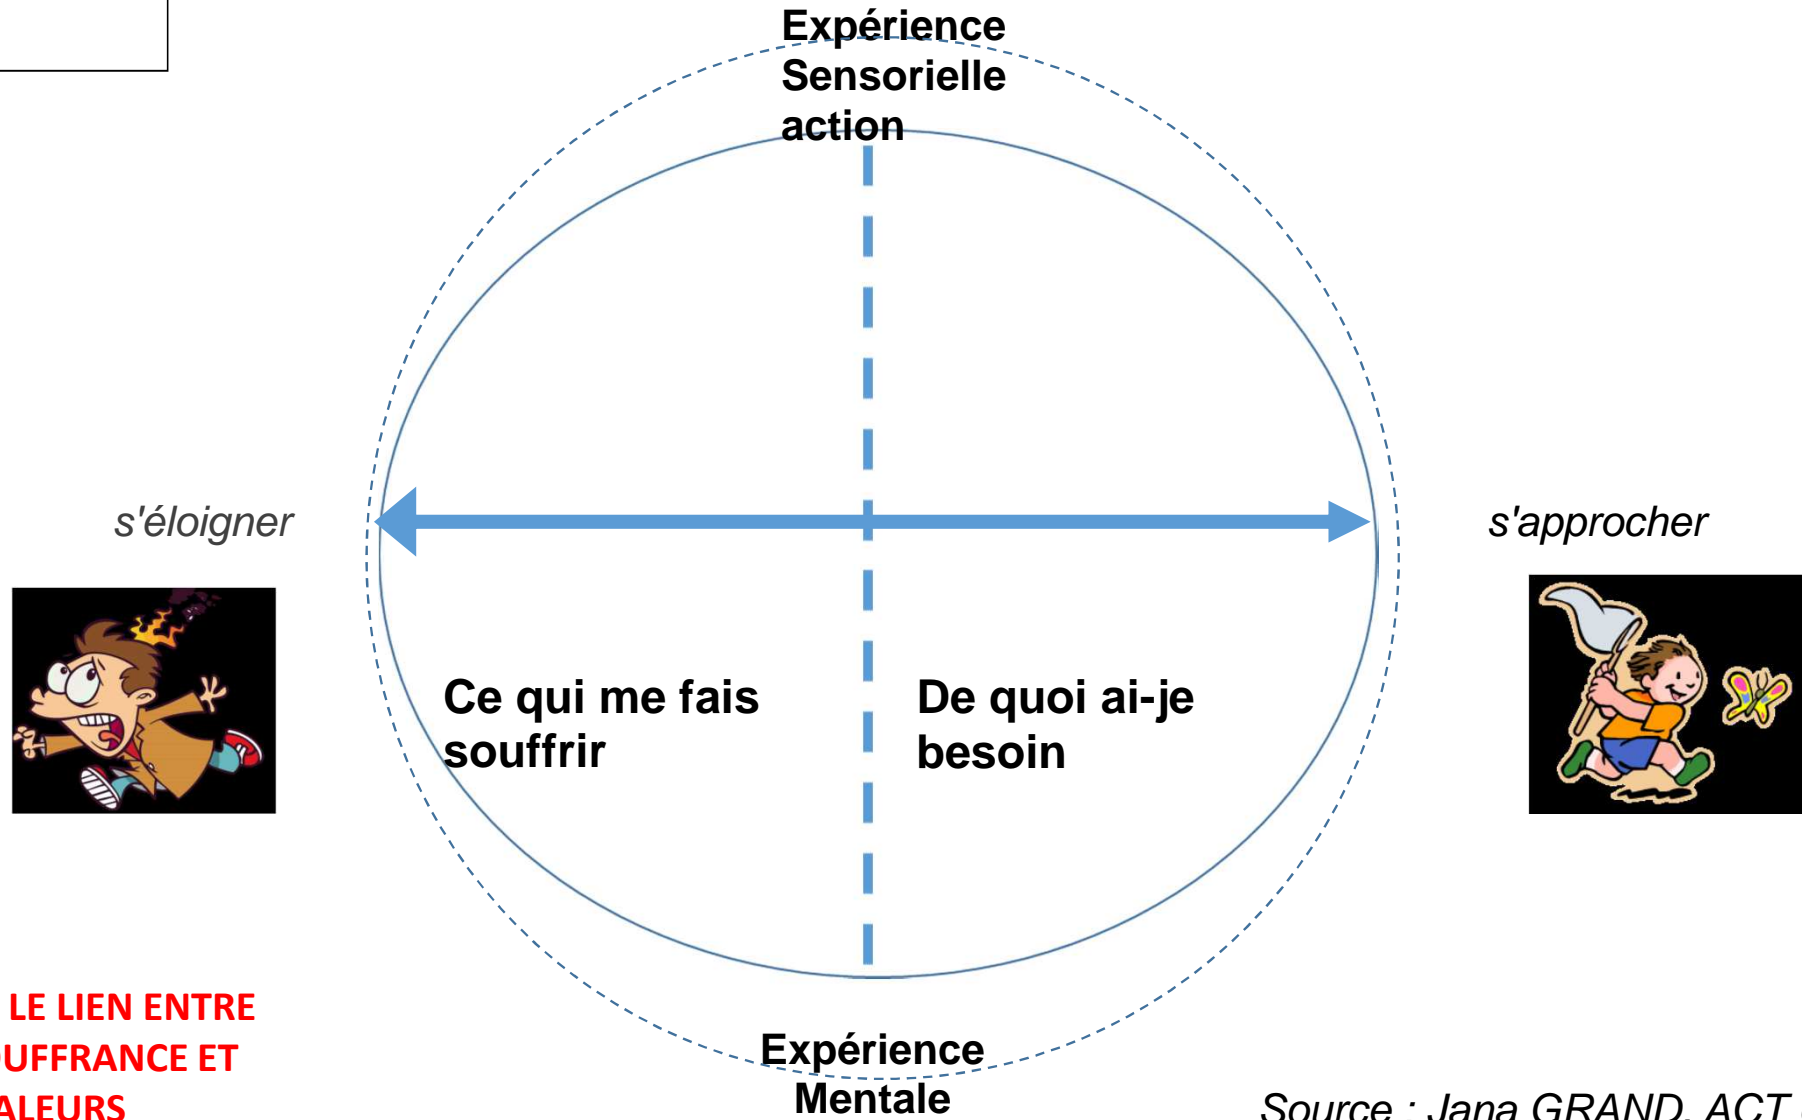 Expérience
Sensorielle
action
s'éloigner
s'approcher
Ce qui me fais
souffrir
De quoi ai-je
besoin
LE LIEN ENTRE
OUFFRANCE ET
ALEURS
Expérience
Mentale
Source : Jana GRAND, ACT